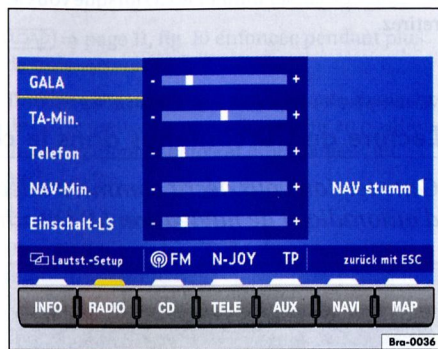 GALA - +
TA-Min. - +
Telefon - +
NAV-Min. - + NAV stumm
Einschalt-LS - +
Lautst.-Setup FM N-JOY TP zurück mit ESC
INFO RADIO CD TELE AUX NAVI MAP
Bra-0036